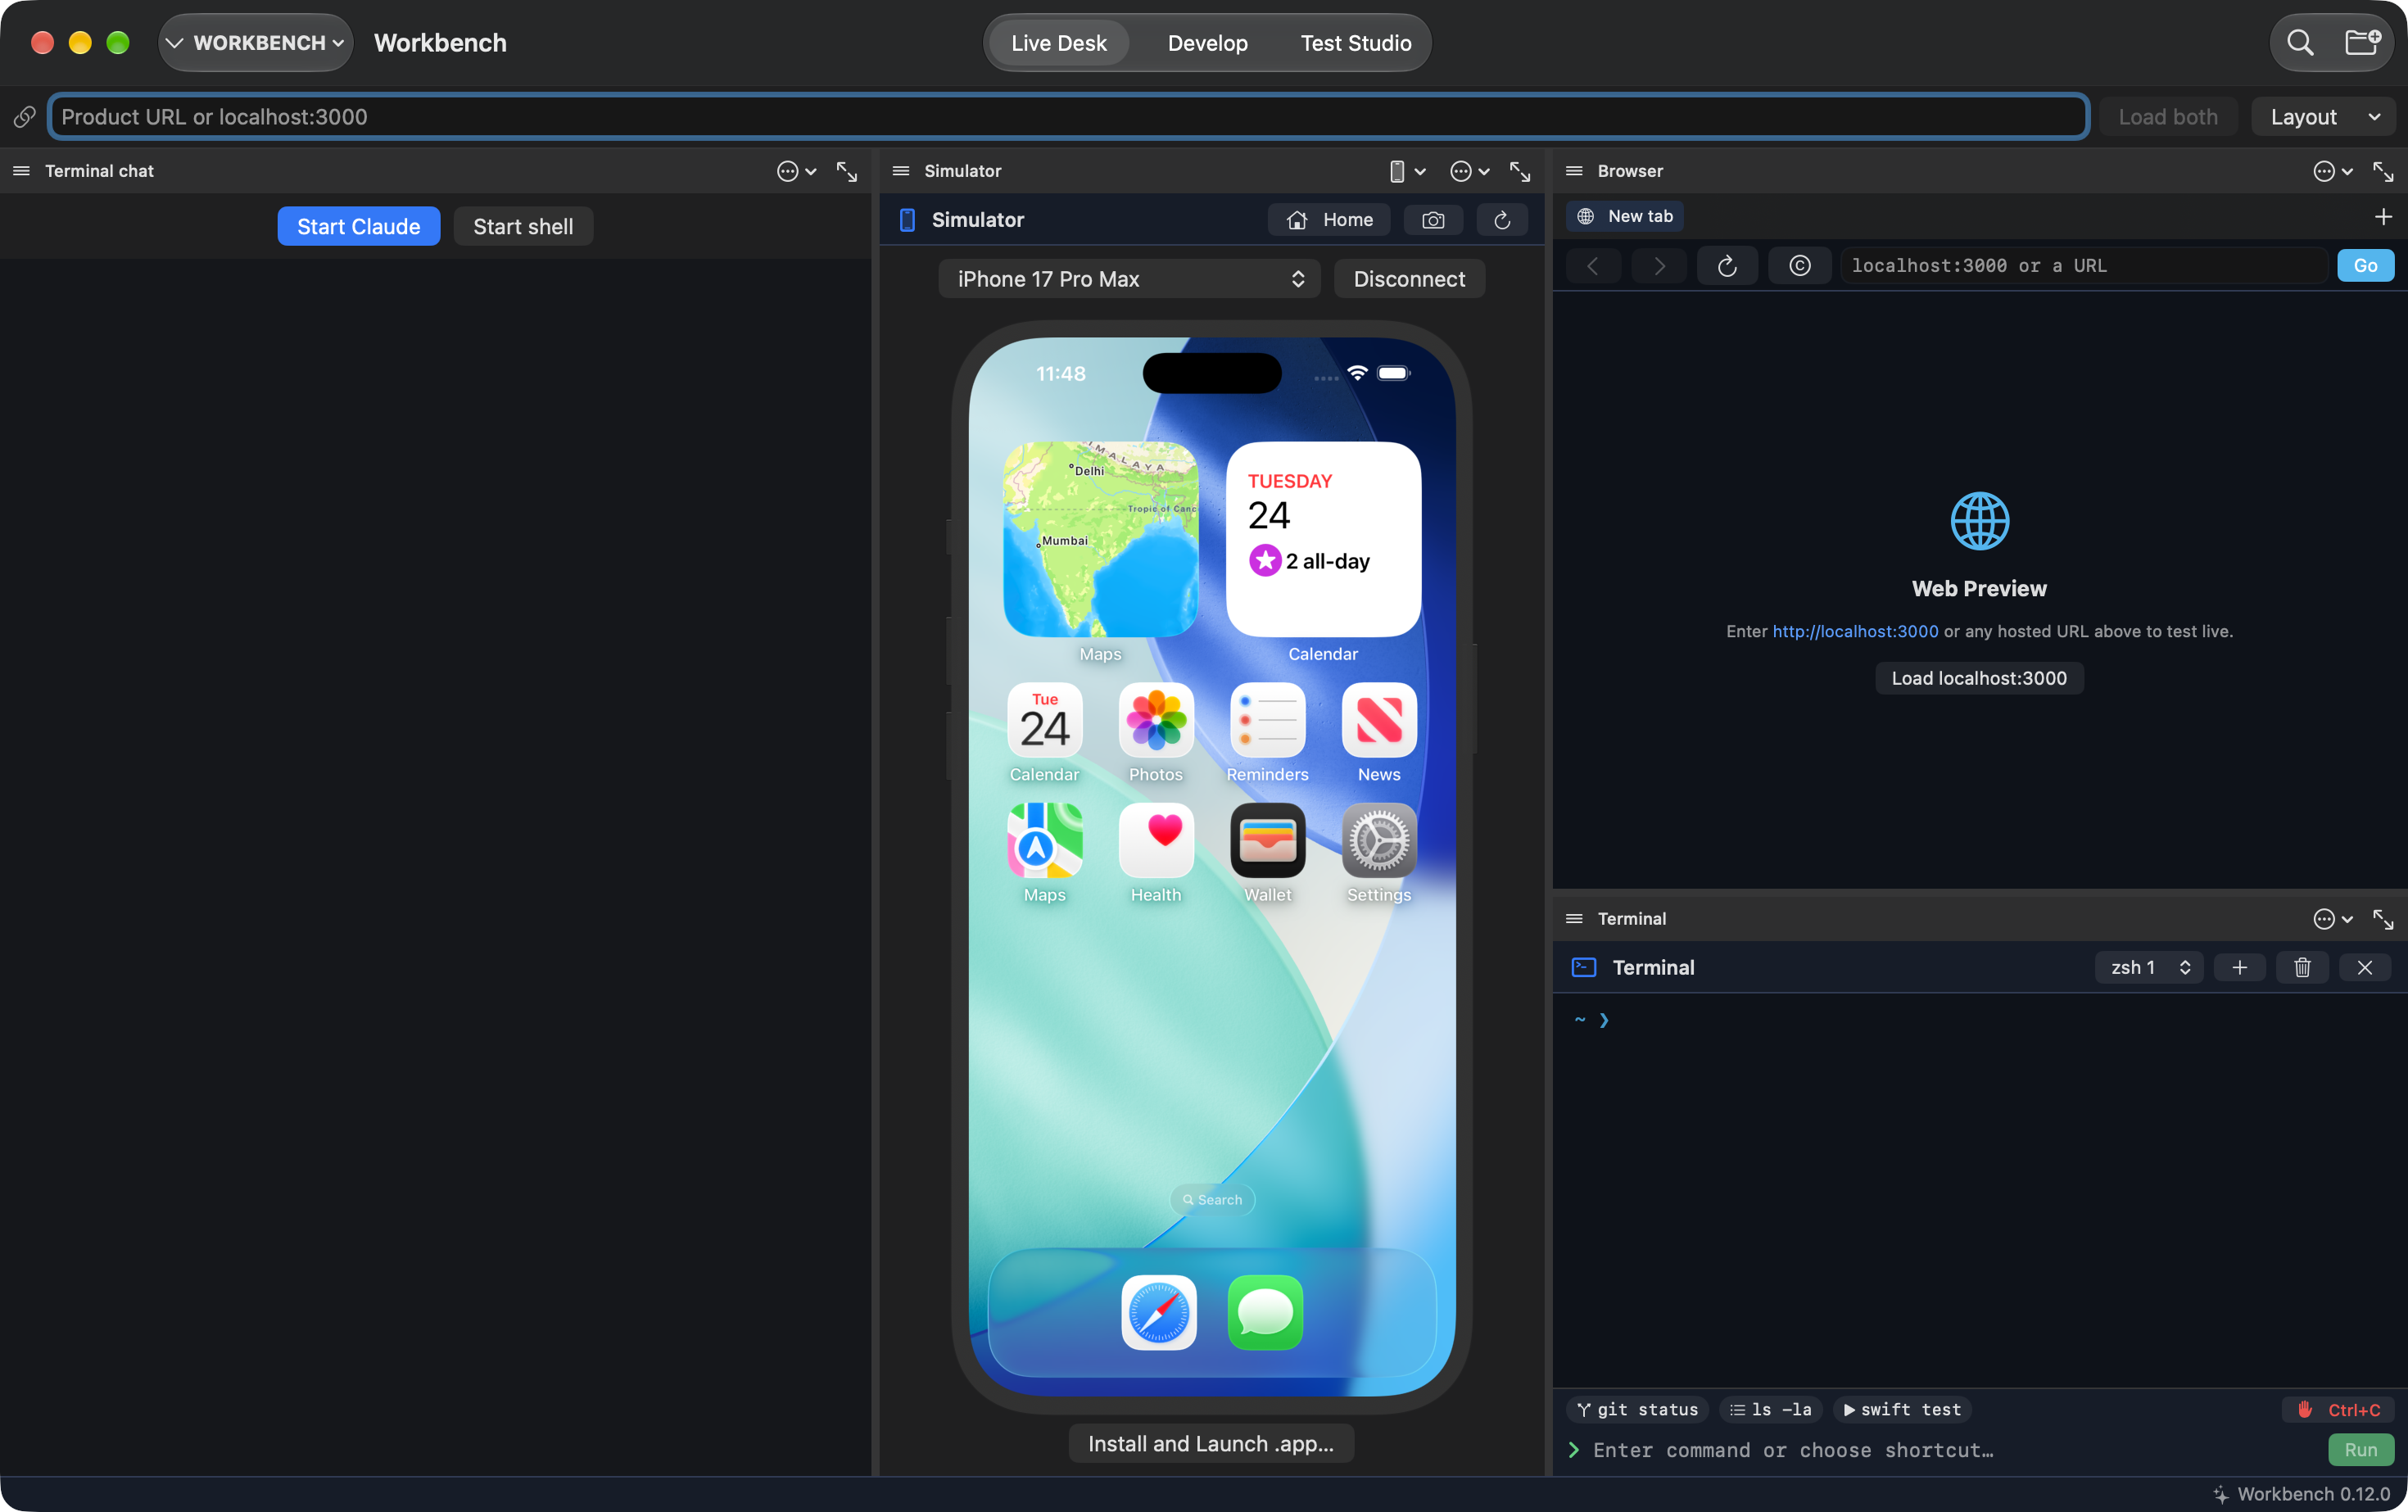 WORKBENCH
Workbench
Live Desk
Develop
Test Studio
Product URL or localhost:3000
Load both
Layout
Terminal chat
Start Claude
Start shell
Simulator
Simulator
Home
iPhone 17 Pro Max
Disconnect
11:48
HIMALAYA
Delhi
Tropic of Canc
Mumbai
Maps
TUESDAY
24
2 all-day
Calendar
Tue
24
Calendar
Photos
Reminders
News
Maps
Health
Wallet
Settings
Search
Install and Launch .app...
Browser
New tab
localhost:3000 or a URL
Go
Web Preview
Enter http://localhost:3000 or any hosted URL above to test live.
Load localhost:3000
Terminal
Terminal
zsh 1
~ ❯
git status
ls -la
swift test
Ctrl+C
Enter command or choose shortcut…
Run
Workbench 0.12.0